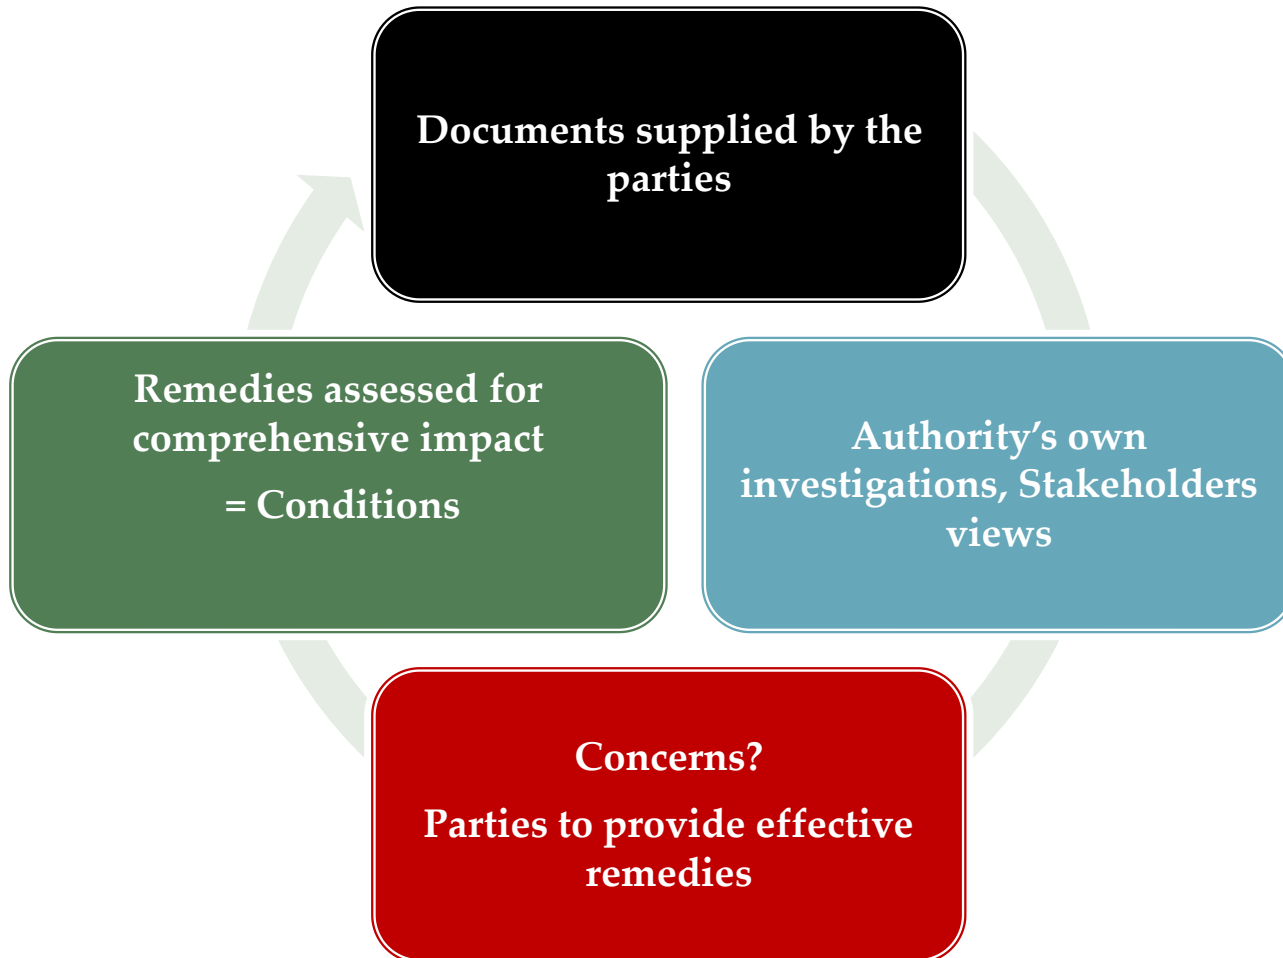 Documents supplied by the
parties
Remedies assessed for
comprehensive impact
= Conditions
Authority’s own
investigations, Stakeholders
views
Concerns?
Parties to provide effective
remedies